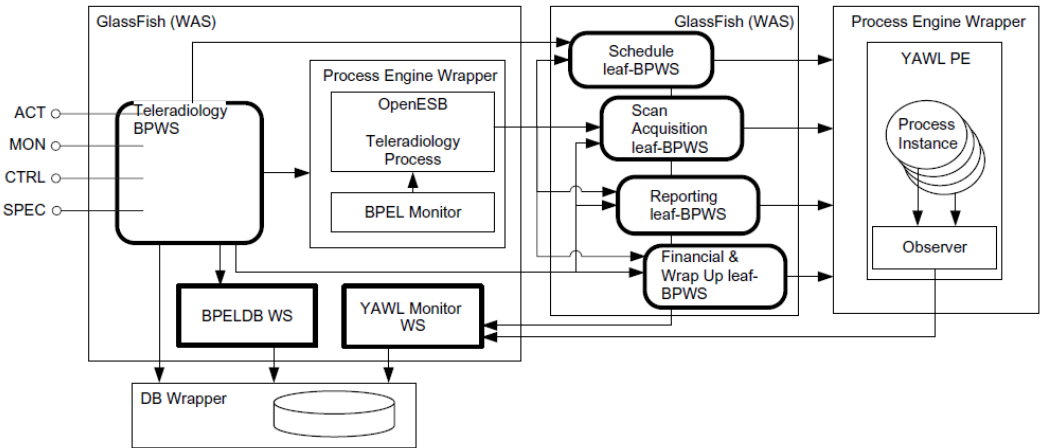 GlassFish (WAS)
GlassFish (WAS)
Process Engine Wrapper
Schedule
leaf-BPWS
YAWL PE
Process Engine Wrapper
OpenESB
Teleradiology
Process
BPEL Monitor
ACT
MON
CTRL
SPEC
Teleradiology
BPWS
Scan
Acquisition
leaf-BPWS
Process
Instance
Reporting
leaf-BPWS
Observer
Financial &
Wrap Up leaf-
BPWS
BPELDB WS
YAWL Monitor
WS
DB Wrapper